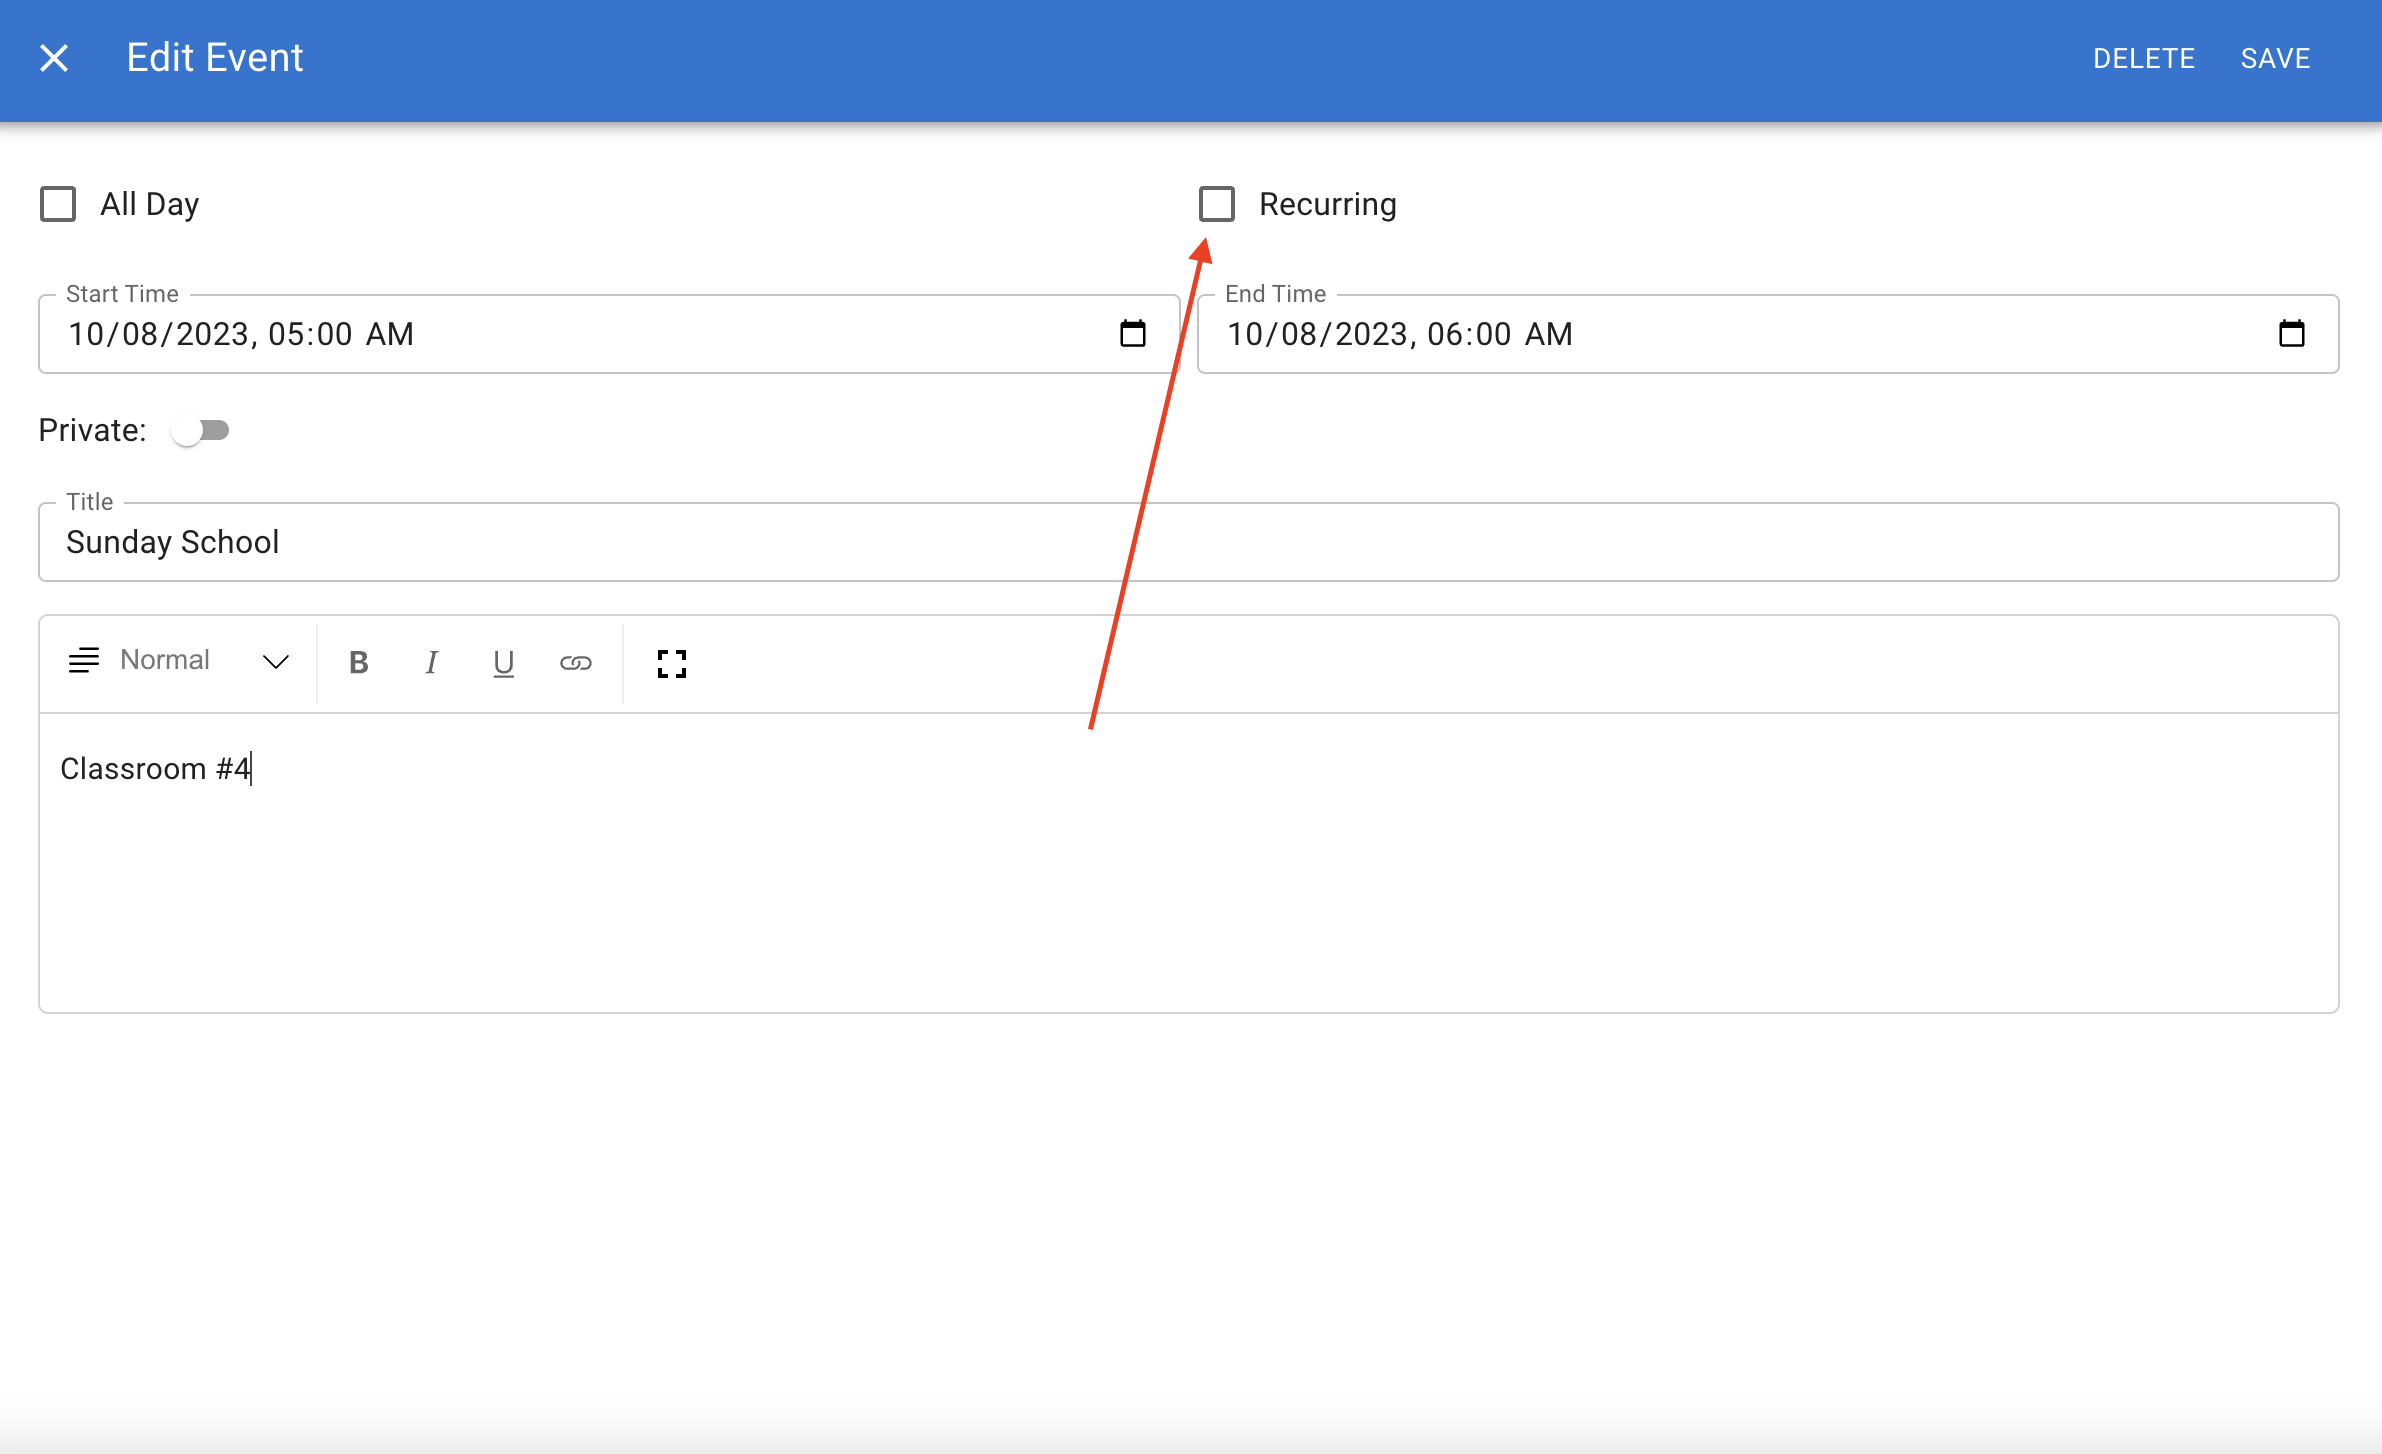 Edit Event
DELETE SAVE
All Day
Recurring
Start Time
10/08/2023, 05:00 AM
End Time
10/08/2023, 06:00 AM
Private:
Title
Sunday School
Normal B I U
Classroom #4